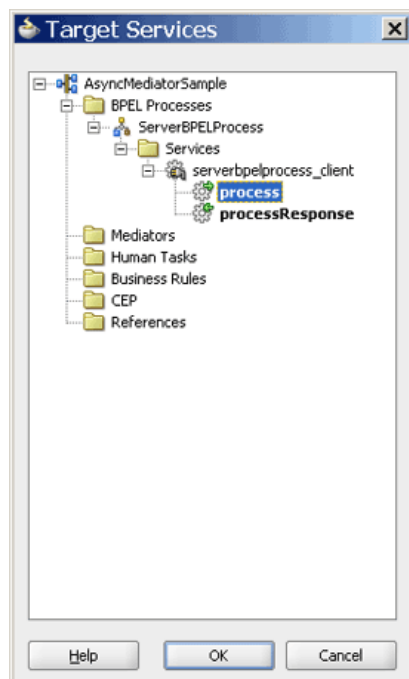 Target Services
AsyncMediatorSample
BPEL Processes
ServerBPELProcess
Services
serverbpelprocess_client
process
processResponse
Mediators
Human Tasks
Business Rules
CEP
References
Help OK Cancel